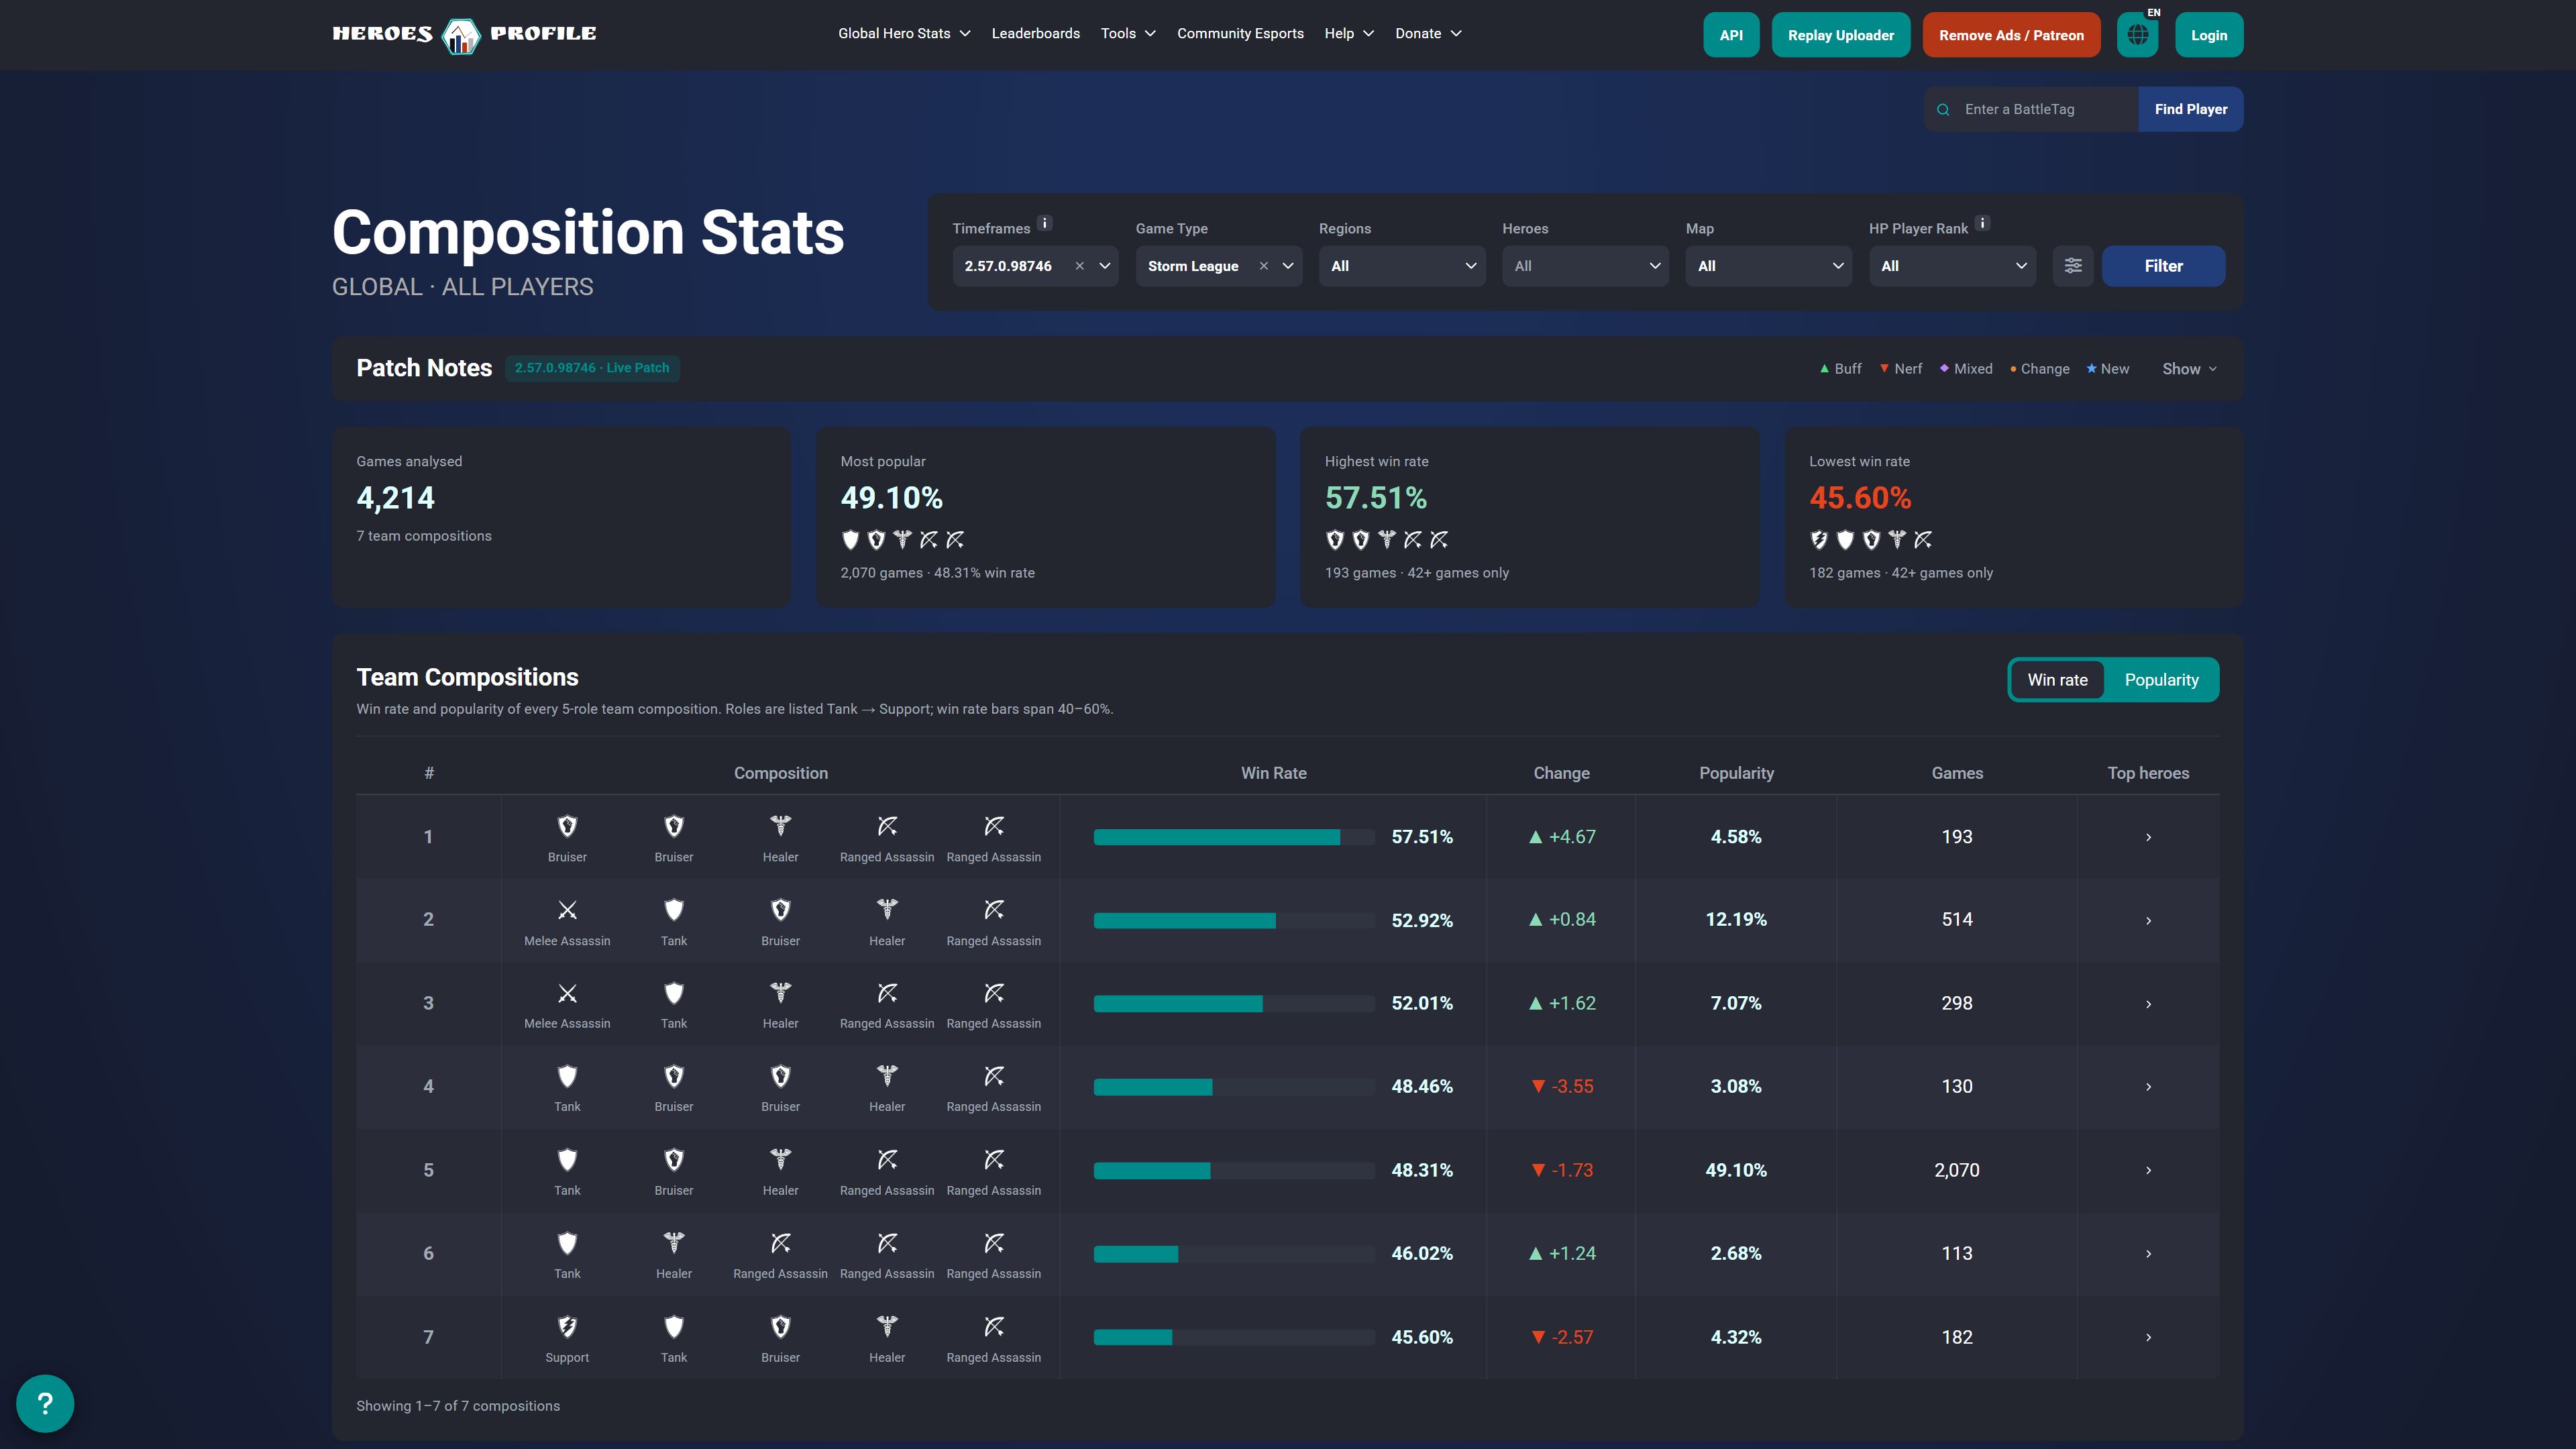 HEROES PROFILE
Global Hero Stats Leaderboards Tools Community Esports Help Donate
API Replay Uploader Remove Ads / Patreon EN Login
Enter a BattleTag Find Player
Composition Stats
GLOBAL · ALL PLAYERS
Timeframes i Game Type Regions Heroes Map HP Player Rank i
2.57.0.98746 × Storm League × All All All All Filter
Patch Notes 2.57.0.98746 · Live Patch ▲ Buff ▼ Nerf ◆ Mixed ● Change ★ New Show
Games analysed
4,214
7 team compositions
Most popular
49.10%
2,070 games · 48.31% win rate
Highest win rate
57.51%
193 games · 42+ games only
Lowest win rate
45.60%
182 games · 42+ games only
Team Compositions
Win rate Popularity
Win rate and popularity of every 5-role team composition. Roles are listed Tank → Support; win rate bars span 40–60%.
# Composition Win Rate Change Popularity Games Top heroes
1 Bruiser Bruiser Healer Ranged Assassin Ranged Assassin 57.51% ▲ +4.67 4.58% 193 ›
2 Melee Assassin Tank Bruiser Healer Ranged Assassin 52.92% ▲ +0.84 12.19% 514 ›
3 Melee Assassin Tank Healer Ranged Assassin Ranged Assassin 52.01% ▲ +1.62 7.07% 298 ›
4 Tank Bruiser Bruiser Healer Ranged Assassin 48.46% ▼ -3.55 3.08% 130 ›
5 Tank Bruiser Healer Ranged Assassin Ranged Assassin 48.31% ▼ -1.73 49.10% 2,070 ›
6 Tank Healer Ranged Assassin Ranged Assassin Ranged Assassin 46.02% ▲ +1.24 2.68% 113 ›
7 Support Tank Bruiser Healer Ranged Assassin 45.60% ▼ -2.57 4.32% 182 ›
Showing 1–7 of 7 compositions
?